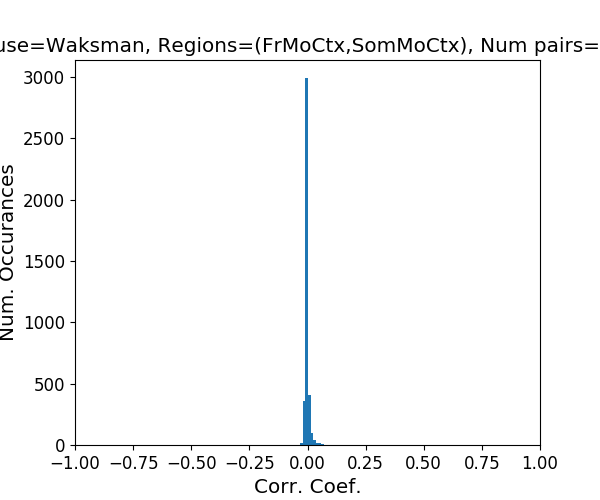 use=Waksman, Regions=(FrMoCtx,SomMoCtx), Num pairs=
3000
2500
2000
1500
1000
500
0
Num. Occurances
−1.00 −0.75 −0.50 −0.25 0.00 0.25 0.50 0.75 1.00
Corr. Coef.